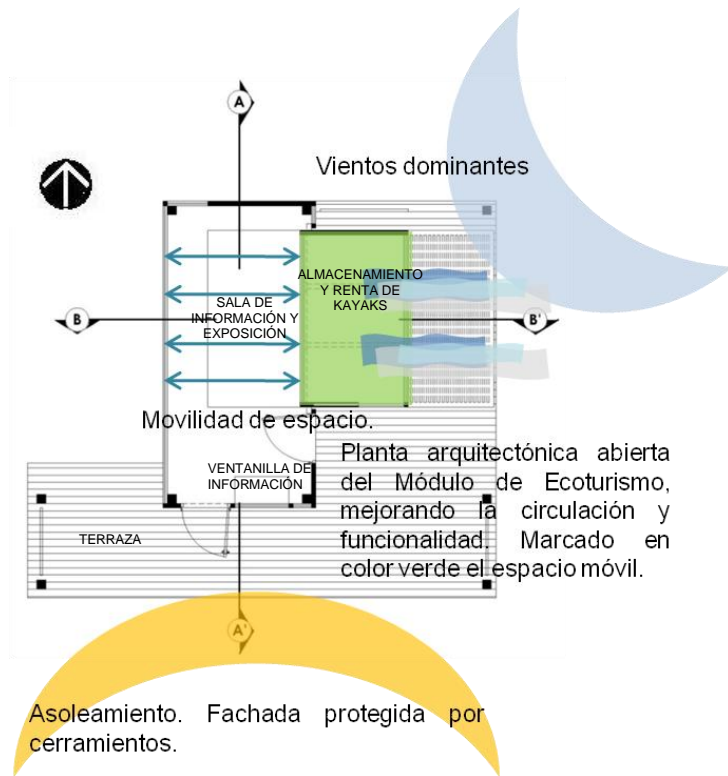 A
Vientos dominantes
ALMACENAMIENTO
Y RENTA DE
KAYAKS
SALA DE
INFORMACIÓN Y
EXPOSICIÓN
B
B'
Movilidad de espacio.
Planta arquitectónica abierta
del Módulo de Ecoturismo,
mejorando la circulación y
funcionalidad. Marcado en
color verde el espacio móvil.
VENTANILLA DE
INFORMACIÓN
TERRAZA
A'
Asoleamiento. Fachada protegida por
cerramientos.